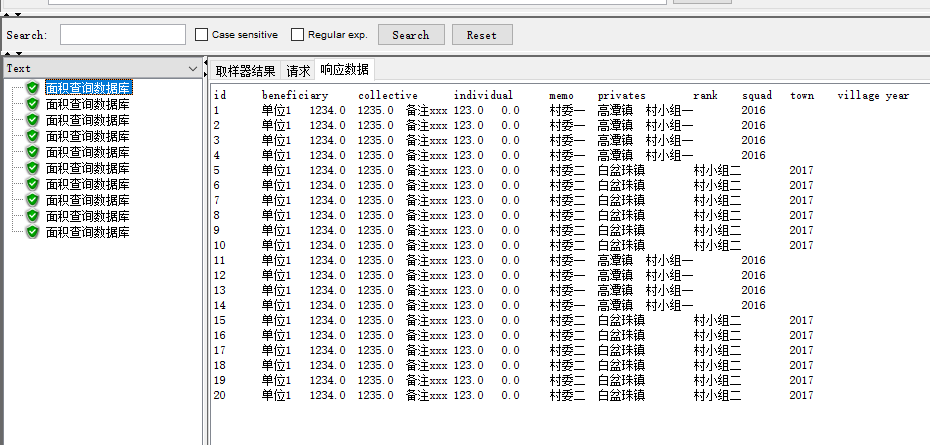 Search: Case sensitive Regular exp. Search Reset
Text
面积查询数据库
面积查询数据库
面积查询数据库
面积查询数据库
面积查询数据库
面积查询数据库
面积查询数据库
面积查询数据库
面积查询数据库
面积查询数据库
取样器结果 请求 响应数据
id beneficiary collective individual memo privates rank squad town village year
1 单位1 1234.0 1235.0 备注xxx 123.0 0.0 村委一 高潭镇 村小组一 2016
2 单位1 1234.0 1235.0 备注xxx 123.0 0.0 村委一 高潭镇 村小组一 2016
3 单位1 1234.0 1235.0 备注xxx 123.0 0.0 村委一 高潭镇 村小组一 2016
4 单位1 1234.0 1235.0 备注xxx 123.0 0.0 村委一 高潭镇 村小组一 2016
5 单位1 1234.0 1235.0 备注xxx 123.0 0.0 村委二 白盆珠镇 村小组二 2017
6 单位1 1234.0 1235.0 备注xxx 123.0 0.0 村委二 白盆珠镇 村小组二 2017
7 单位1 1234.0 1235.0 备注xxx 123.0 0.0 村委二 白盆珠镇 村小组二 2017
8 单位1 1234.0 1235.0 备注xxx 123.0 0.0 村委二 白盆珠镇 村小组二 2017
9 单位1 1234.0 1235.0 备注xxx 123.0 0.0 村委二 白盆珠镇 村小组二 2017
10 单位1 1234.0 1235.0 备注xxx 123.0 0.0 村委二 白盆珠镇 村小组二 2017
11 单位1 1234.0 1235.0 备注xxx 123.0 0.0 村委一 高潭镇 村小组一 2016
12 单位1 1234.0 1235.0 备注xxx 123.0 0.0 村委一 高潭镇 村小组一 2016
13 单位1 1234.0 1235.0 备注xxx 123.0 0.0 村委一 高潭镇 村小组一 2016
14 单位1 1234.0 1235.0 备注xxx 123.0 0.0 村委一 高潭镇 村小组一 2016
15 单位1 1234.0 1235.0 备注xxx 123.0 0.0 村委二 白盆珠镇 村小组二 2017
16 单位1 1234.0 1235.0 备注xxx 123.0 0.0 村委二 白盆珠镇 村小组二 2017
17 单位1 1234.0 1235.0 备注xxx 123.0 0.0 村委二 白盆珠镇 村小组二 2017
18 单位1 1234.0 1235.0 备注xxx 123.0 0.0 村委二 白盆珠镇 村小组二 2017
19 单位1 1234.0 1235.0 备注xxx 123.0 0.0 村委二 白盆珠镇 村小组二 2017
20 单位1 1234.0 1235.0 备注xxx 123.0 0.0 村委二 白盆珠镇 村小组二 2017